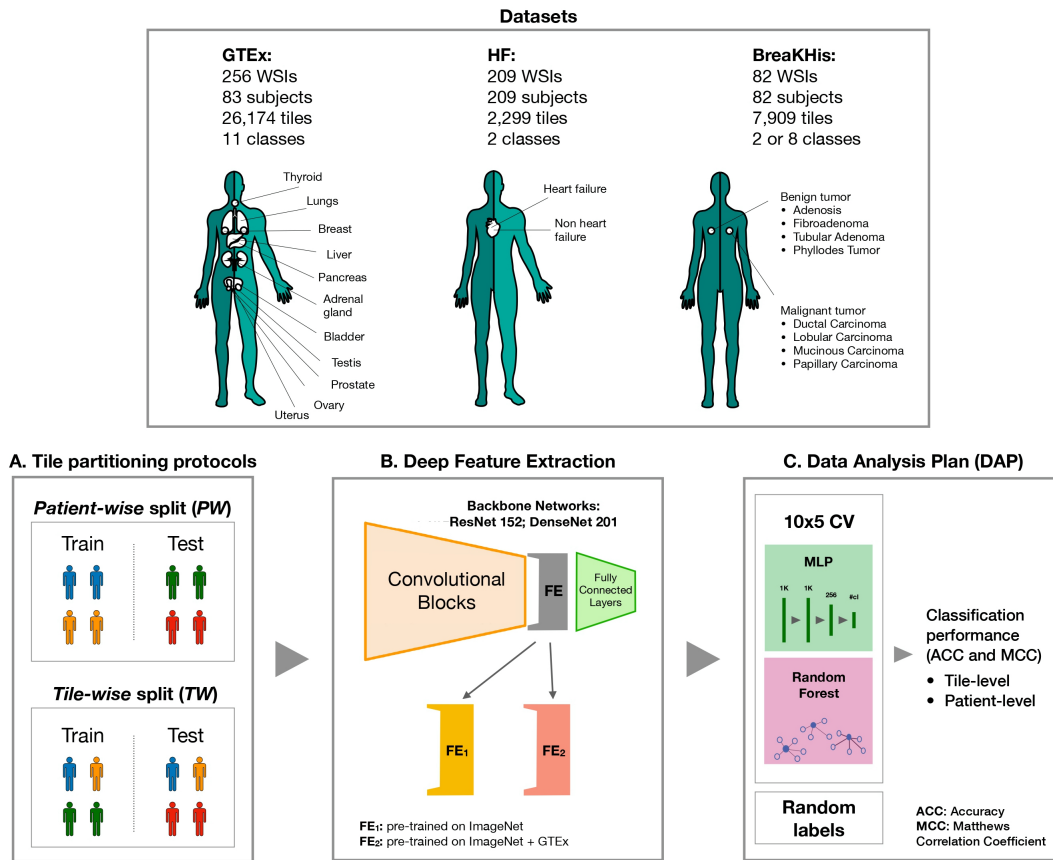 Datasets
GTEx:
256 WSIs
83 subjects
26,174 tiles
11 classes
HF:
209 WSIs
209 subjects
2,299 tiles
2 classes
BreaKHis:
82 WSIs
82 subjects
7,909 tiles
2 or 8 classes
Thyroid
Lungs
Breast
Liver
Pancreas
Adrenal
gland
Bladder
Testis
Prostate
Ovary
Uterus
Heart failure
Non heart
failure
Benign tumor
• Adenosis
• Fibroadenoma
• Tubular Adenoma
• Phyllodes Tumor
Malignant tumor
• Ductal Carcinoma
• Lobular Carcinoma
• Mucinous Carcinoma
• Papillary Carcinoma
A. Tile partitioning protocols
Patient-wise split (PW)
Train
Test
Tile-wise split (TW)
Train
Test
B. Deep Feature Extraction
Backbone Networks:
ResNet 152; DenseNet 201
Convolutional
Blocks
FE
Fully
Connected
Layers
FE₁
FE₂
FE₁: pre-trained on ImageNet
FE₂: pre-trained on ImageNet + GTEx
C. Data Analysis Plan (DAP)
10x5 CV
MLP
1K
1K
256
#cl
Random
Forest
Random
labels
Classification
performance
(ACC and MCC)
• Tile-level
• Patient-level
ACC: Accuracy
MCC: Matthews
Correlation Coefficient